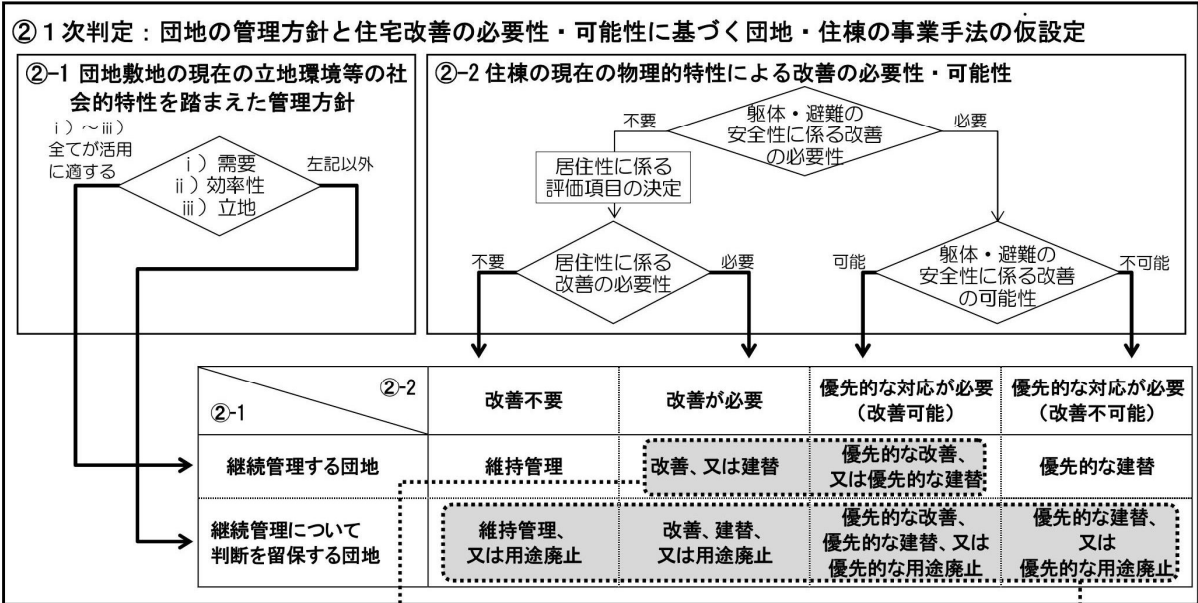 ② 1次判定：団地の管理方針と住宅改善の必要性・可能性に基づく団地・住棟の事業手法の仮設定
②-1 団地敷地の現在の立地環境等の社
会的特性を踏まえた管理方針
ⅰ）～ⅲ）
全てが活用
に適する
ⅰ）需要
ⅱ）効率性
ⅲ）立地
左記以外
②-2 住棟の現在の物理的特性による改善の必要性・可能性
不要
躯体・避難の
安全性に係る改善
の必要性
必要
居住性に係る
評価項目の決定
不要
居住性に係る
改善の必要性
必要
可能
躯体・避難の
安全性に係る改善
の可能性
不可能
②-2
②-1
改善不要
改善が必要
優先的な対応が必要
（改善可能）
優先的な対応が必要
（改善不可能）
継続管理する団地
維持管理
改善、又は建替
優先的な改善、
又は優先的な建替
優先的な建替
継続管理について
判断を留保する団地
維持管理、
又は用途廃止
改善、建替、
又は用途廃止
優先的な改善、
優先的な建替、又は
優先的な用途廃止
優先的な建替、
又は
優先的な用途廃止